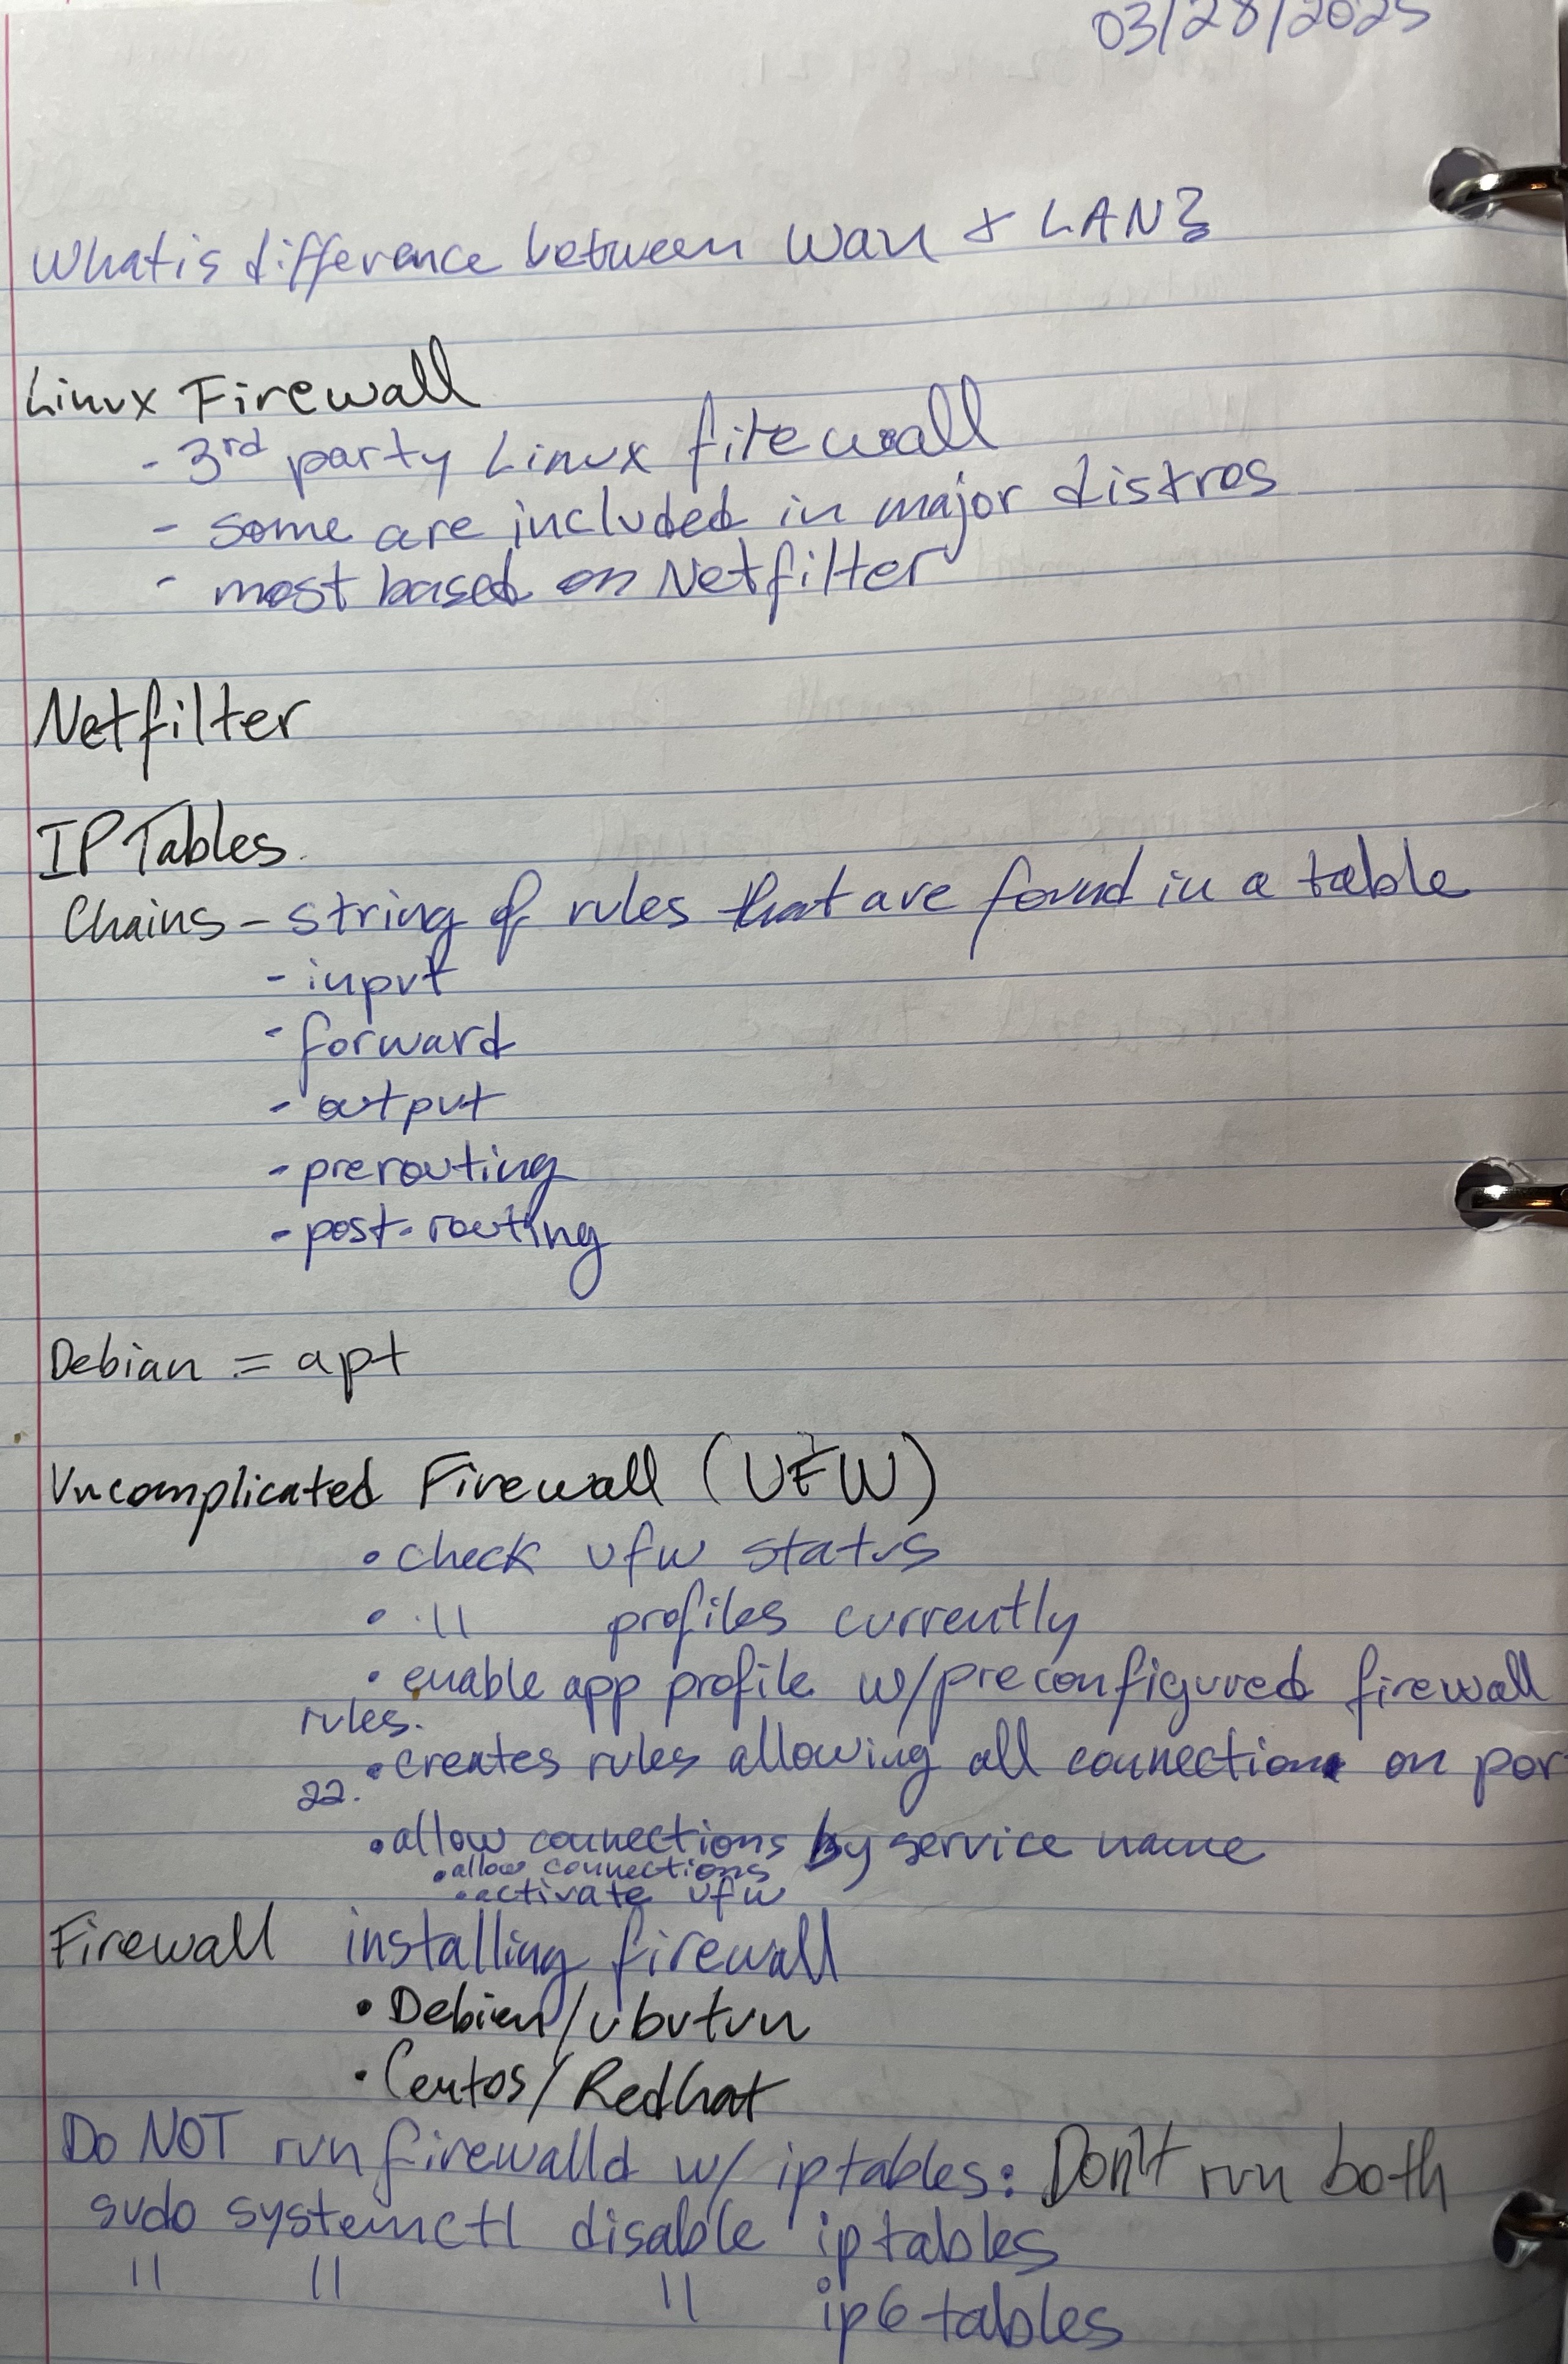 03/28/2025
What is difference between Wan & LAN?
Linux Firewall
- 3rd party Linux firewall
- some are included in major distros
- most based on Netfilter
Netfilter
IP Tables
Chains - string of rules that are found in a table
- input
- forward
- output
- prerouting
- post-routing
Debian = apt
Uncomplicated Firewall (UFW)
• check ufw status
• " profiles currently
• enable app profile w/preconfigured firewall
rules.
• creates rules allowing all connections on por
22.
• allow connections by service name
• allow connections
• activate ufw
Firewall installing firewall
• Debien/ubutun
• Centos/Redhat
Do NOT run firewalld w/ iptables: Don't run both
sudo systemctl disable iptables
" " " ip6tables